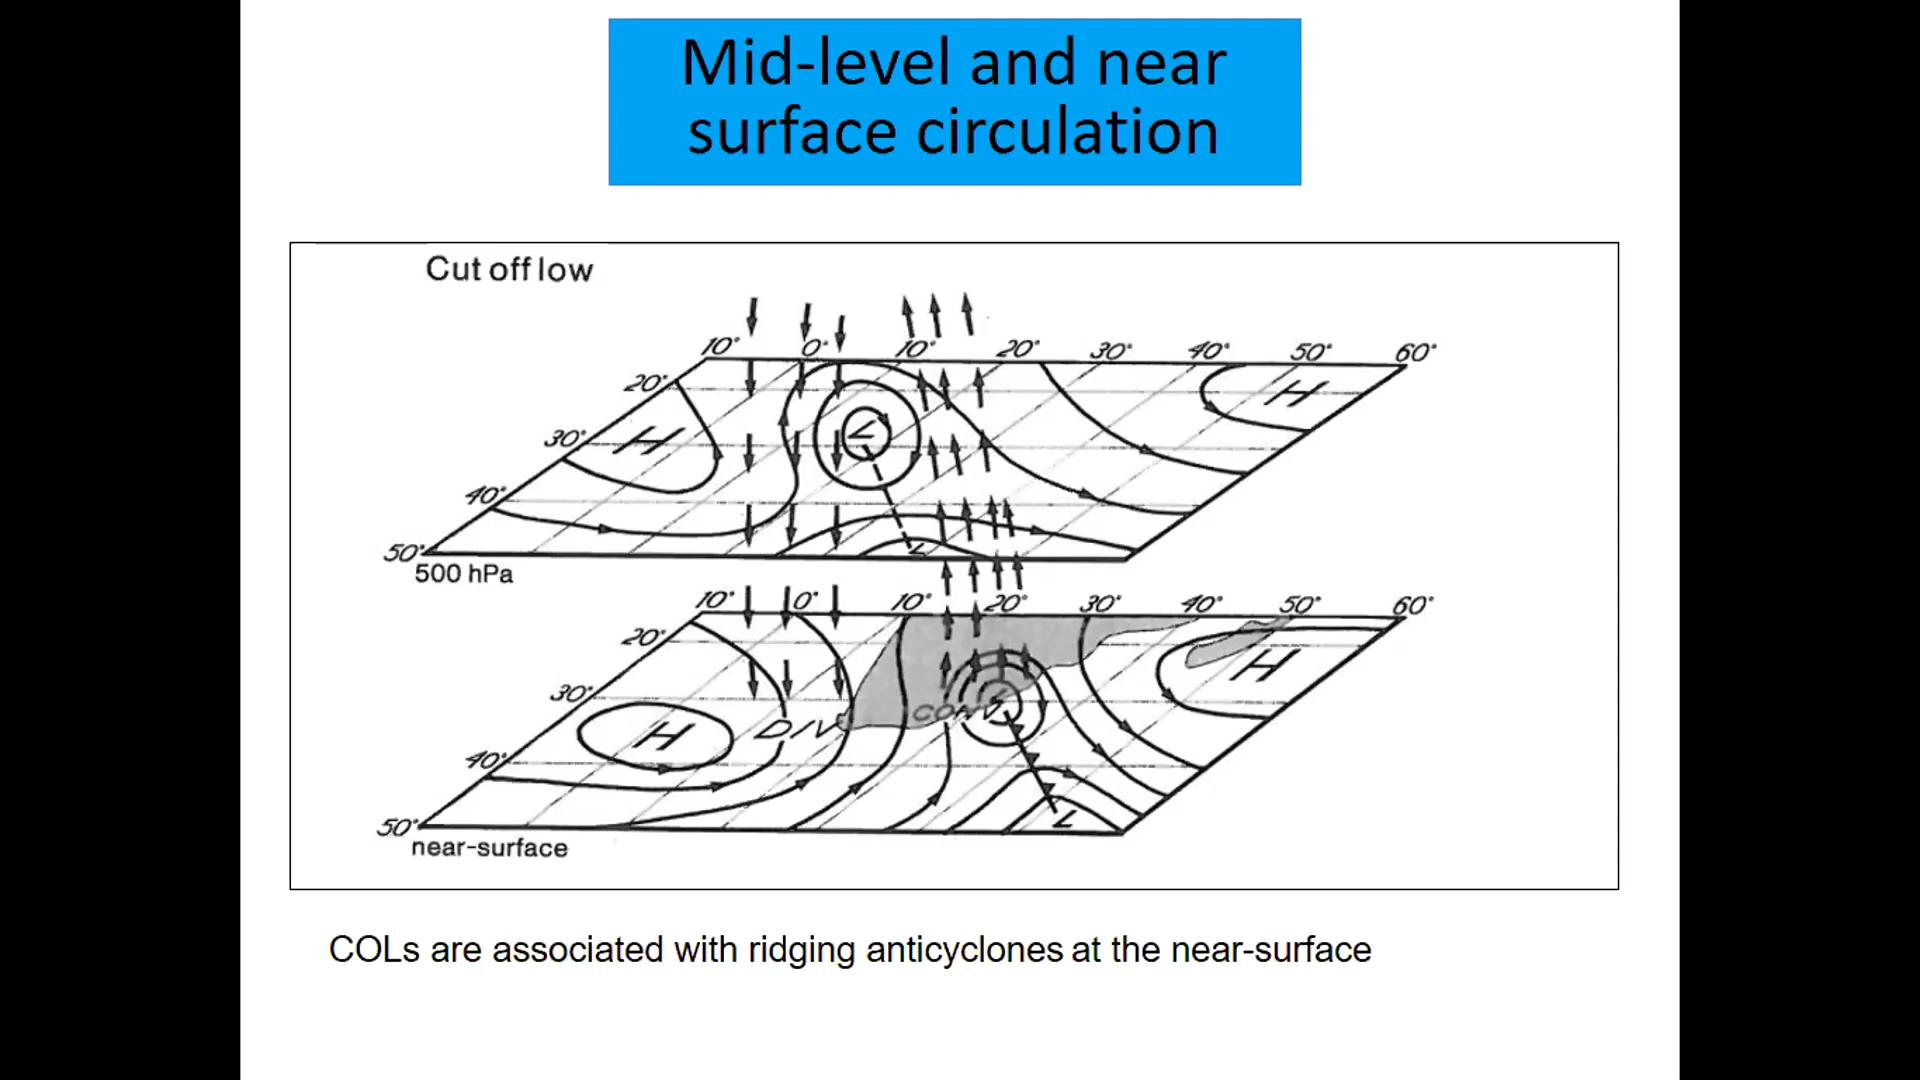 Mid-level and near
surface circulation
Cut off low
10° 0° 10° 20° 30° 40° 50° 60°
20°
H
H
L
30°
40°
L
50°
500 hPa
10° 0° 10° 20° 30° 40° 50° 60°
20°
H
30°
L
DIV CONV
H
40°
L
50°
near-surface
COLs are associated with ridging anticyclones at the near-surface